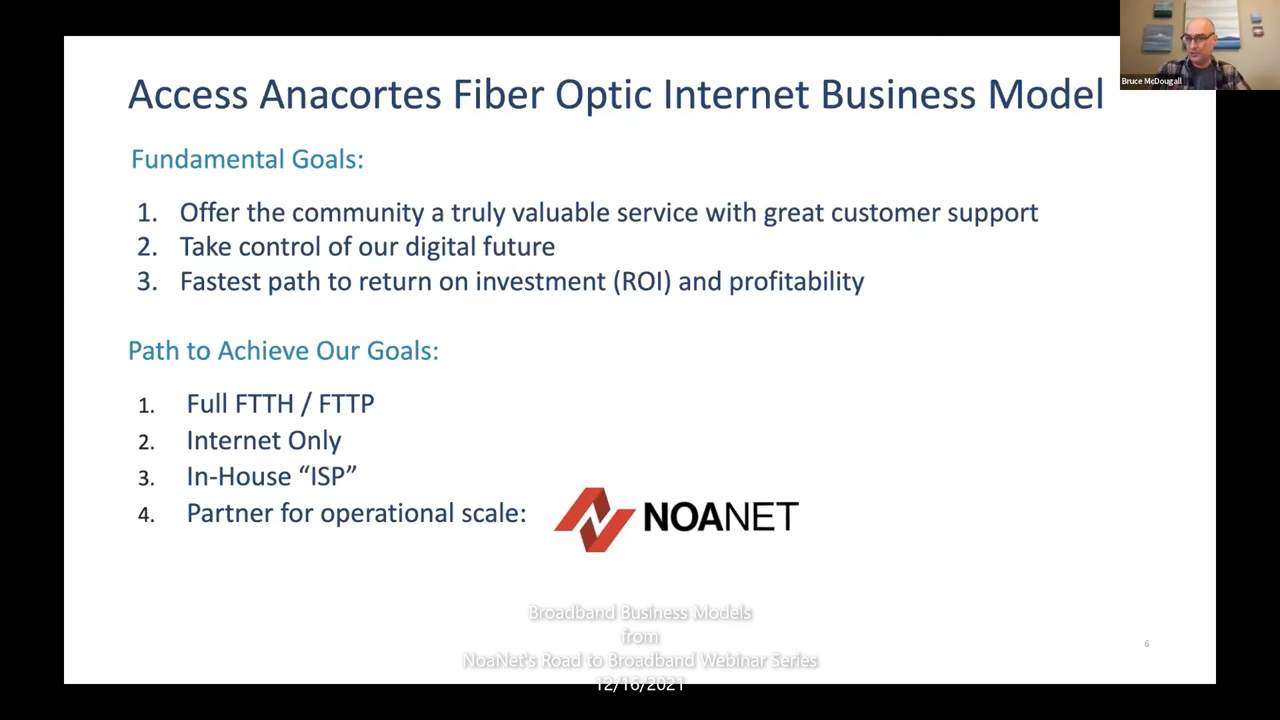 Access Anacortes Fiber Optic Internet Business Model
Bruce McDougall
Fundamental Goals:
1. Offer the community a truly valuable service with great customer support
2. Take control of our digital future
3. Fastest path to return on investment (ROI) and profitability
Path to Achieve Our Goals:
1. Full FTTH / FTTP
2. Internet Only
3. In-House “ISP”
4. Partner for operational scale:
NOANET
Broadband Business Models
from
NoaNet's Road to Broadband Webinar Series
6
12/16/2021